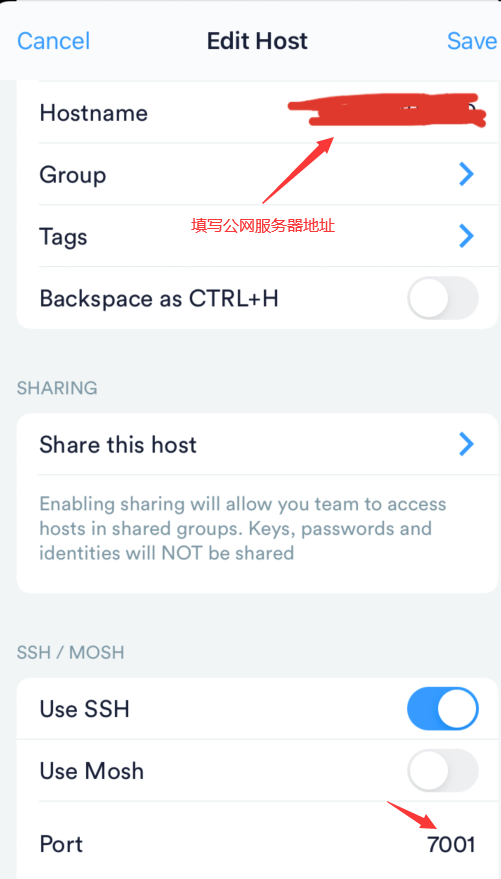 Cancel Edit Host Save
Hostname
Group
填写公网服务器地址
Tags
Backspace as CTRL+H
SHARING
Share this host
Enabling sharing will allow you team to access
hosts in shared groups. Keys, passwords and
identities will NOT be shared
SSH / MOSH
Use SSH
Use Mosh
Port 7001